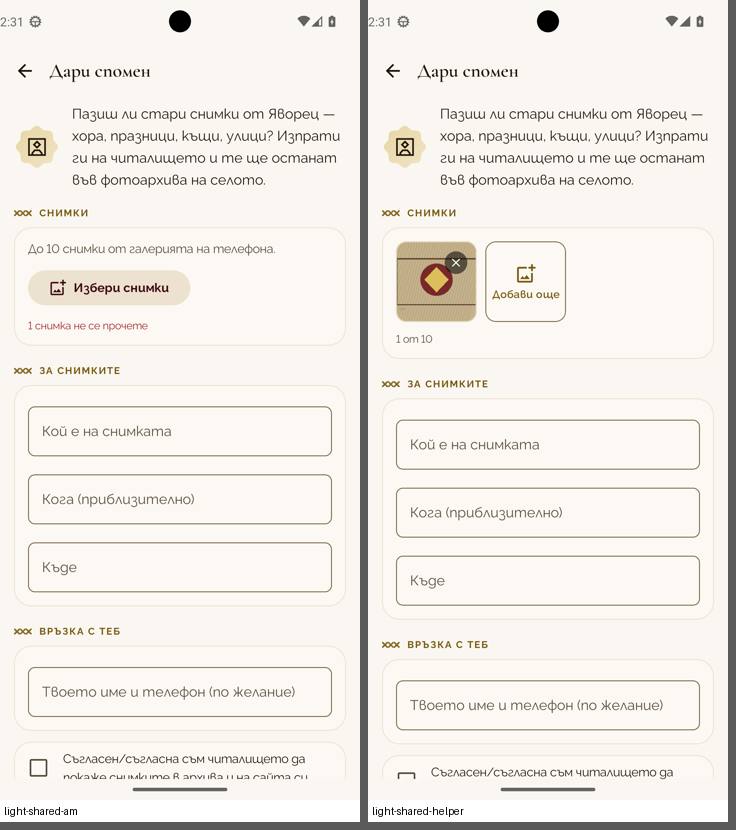 2:31
Дари спомен
Пазиш ли стари снимки от Яворец —
хора, празници, къщи, улици? Изпрати
ги на читалището и те ще останат
във фотоархива на селото.
СНИМКИ
До 10 снимки от галерията на телефона.
Избери снимки
1 снимка не се прочете
ЗА СНИМКИТЕ
Кой е на снимката
Кога (приблизително)
Къде
ВРЪЗКА С ТЕБ
Твоето име и телефон (по желание)
Съгласен/съгласна съм читалището да
покаже снимките в архива и на сайта си
light-shared-am
2:31
Дари спомен
Пазиш ли стари снимки от Яворец —
хора, празници, къщи, улици? Изпрати
ги на читалището и те ще останат
във фотоархива на селото.
СНИМКИ
Добави още
1 от 10
ЗА СНИМКИТЕ
Кой е на снимката
Кога (приблизително)
Къде
ВРЪЗКА С ТЕБ
Твоето име и телефон (по желание)
Съгласен/съгласна съм читалището да
light-shared-helper